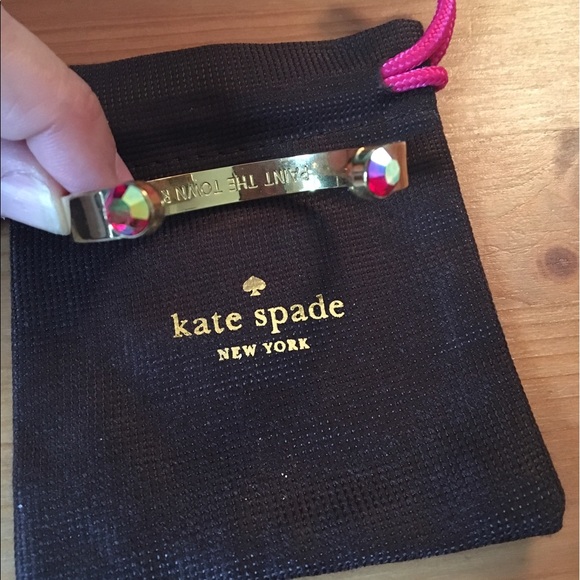 PAINT THE TOWN R
kate spade
NEW YORK